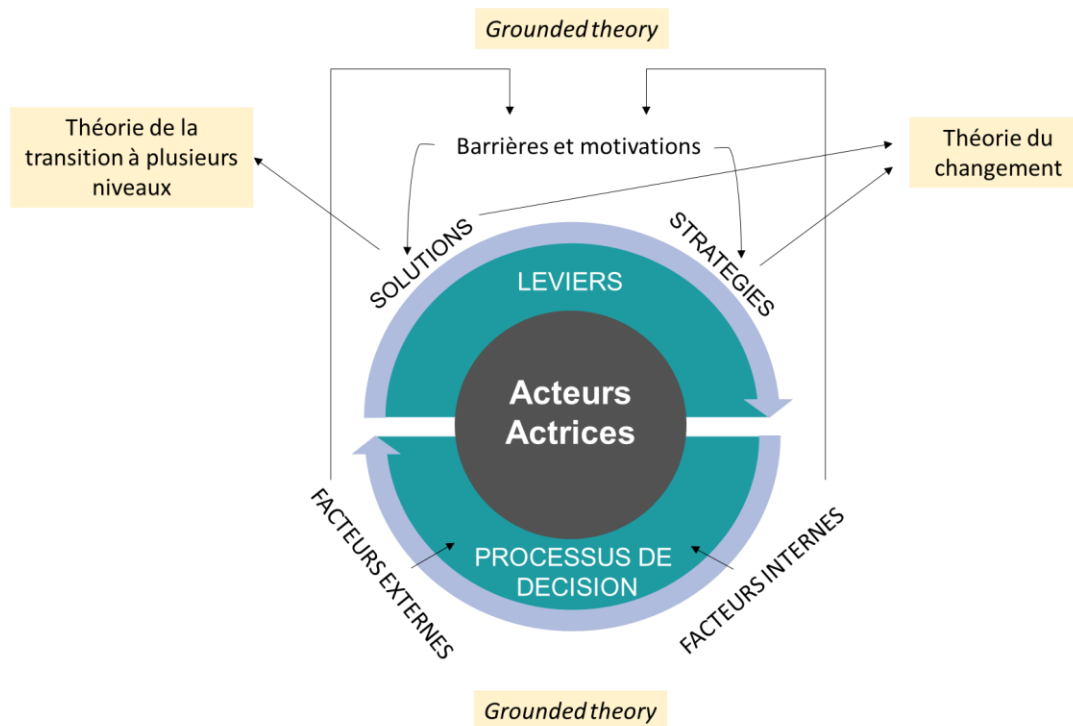 Grounded theory
Théorie de la
transition à plusieurs
niveaux
Barrières et motivations
Théorie du
changement
SOLUTIONS
STRATEGIES
LEVIERS
Acteurs
Actrices
FACTEURS EXTERNES
PROCESSUS DE
DECISION
FACTEURS INTERNES
Grounded theory